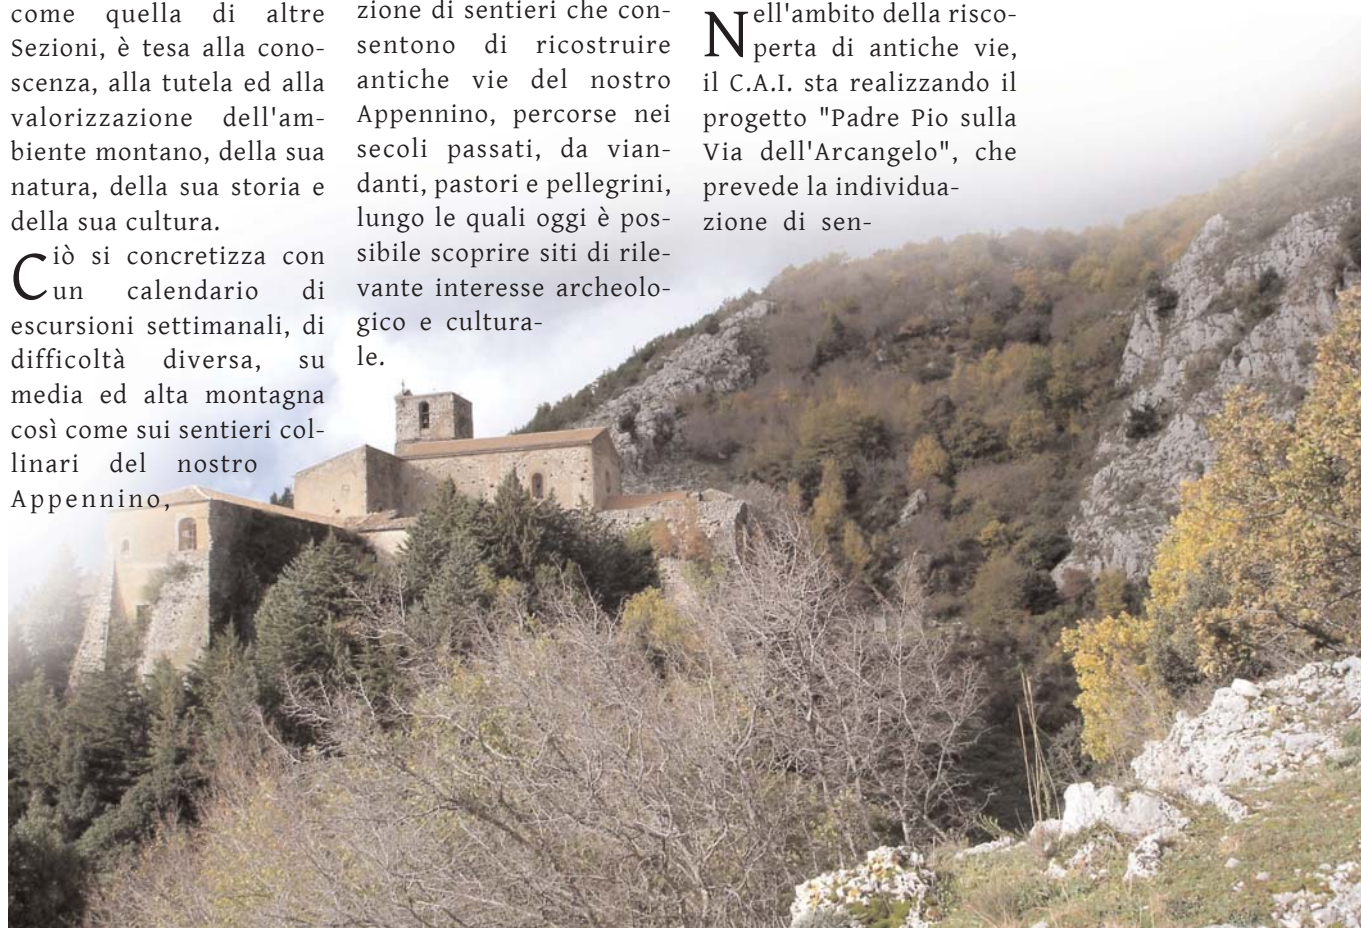 come quella di altre
Sezioni, è tesa alla cono-
scenza, alla tutela ed alla
valorizzazione dell'am-
biente montano, della sua
natura, della sua storia e
della sua cultura.
Ciò si concretizza con
un calendario di
escursioni settimanali, di
difficoltà diversa, su
media ed alta montagna
così come sui sentieri col-
linari del nostro
Appennino,
zione di sentieri che con-
sentono di ricostruire
antiche vie del nostro
Appennino, percorse nei
secoli passati, da vian-
danti, pastori e pellegrini,
lungo le quali oggi è pos-
sibile scoprire siti di rile-
vante interesse archeolo-
gico e cultura-
le.
Nell'ambito della risco-
perta di antiche vie,
il C.A.I. sta realizzando il
progetto "Padre Pio sulla
Via dell'Arcangelo", che
prevede la individua-
zione di sen-